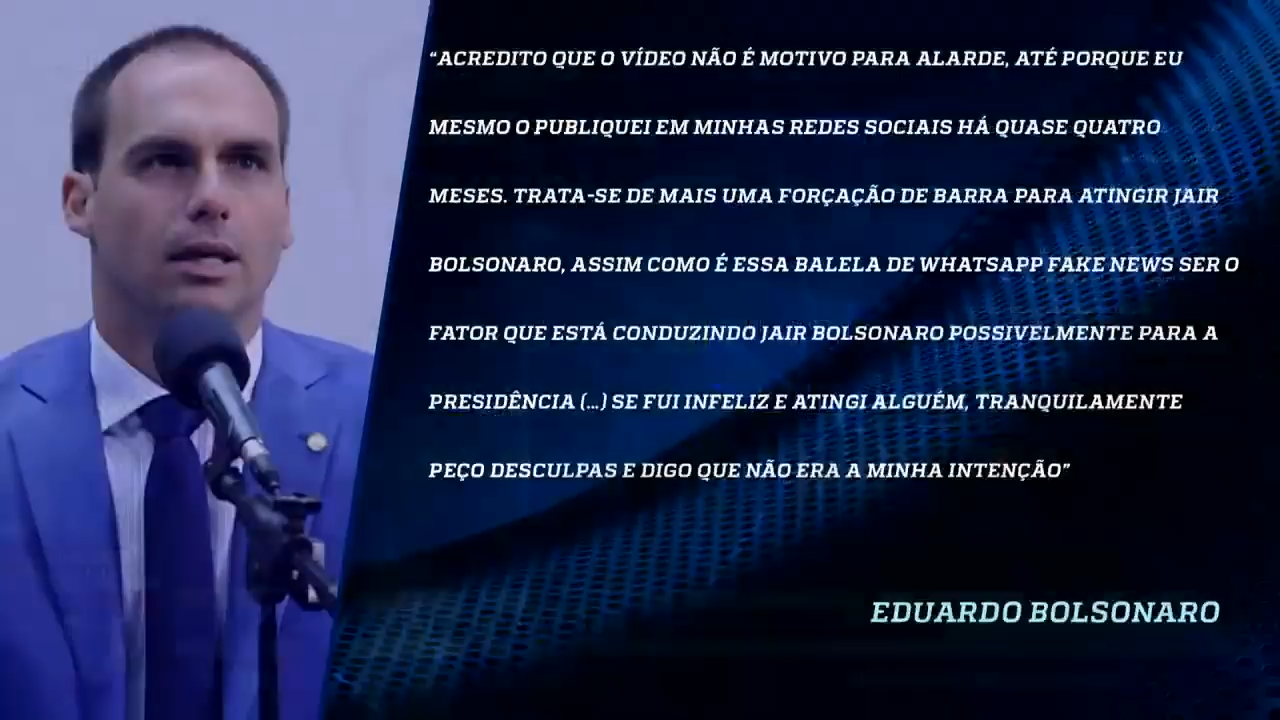 “ACREDITO QUE O VÍDEO NÃO É MOTIVO PARA ALARDE, ATÉ PORQUE EU
MESMO O PUBLIQUEI EM MINHAS REDES SOCIAIS HÁ QUASE QUATRO
MESES. TRATA-SE DE MAIS UMA FORÇAÇÃO DE BARRA PARA ATINGIR JAIR
BOLSONARO, ASSIM COMO É ESSA BALELA DE WHATSAPP FAKE NEWS SER O
FATOR QUE ESTÁ CONDUZINDO JAIR BOLSONARO POSSIVELMENTE PARA A
PRESIDÊNCIA (...) SE FUI INFELIZ E ATINGI ALGUÉM, TRANQUILAMENTE
PEÇO DESCULPAS E DIGO QUE NÃO ERA A MINHA INTENÇÃO”
EDUARDO BOLSONARO